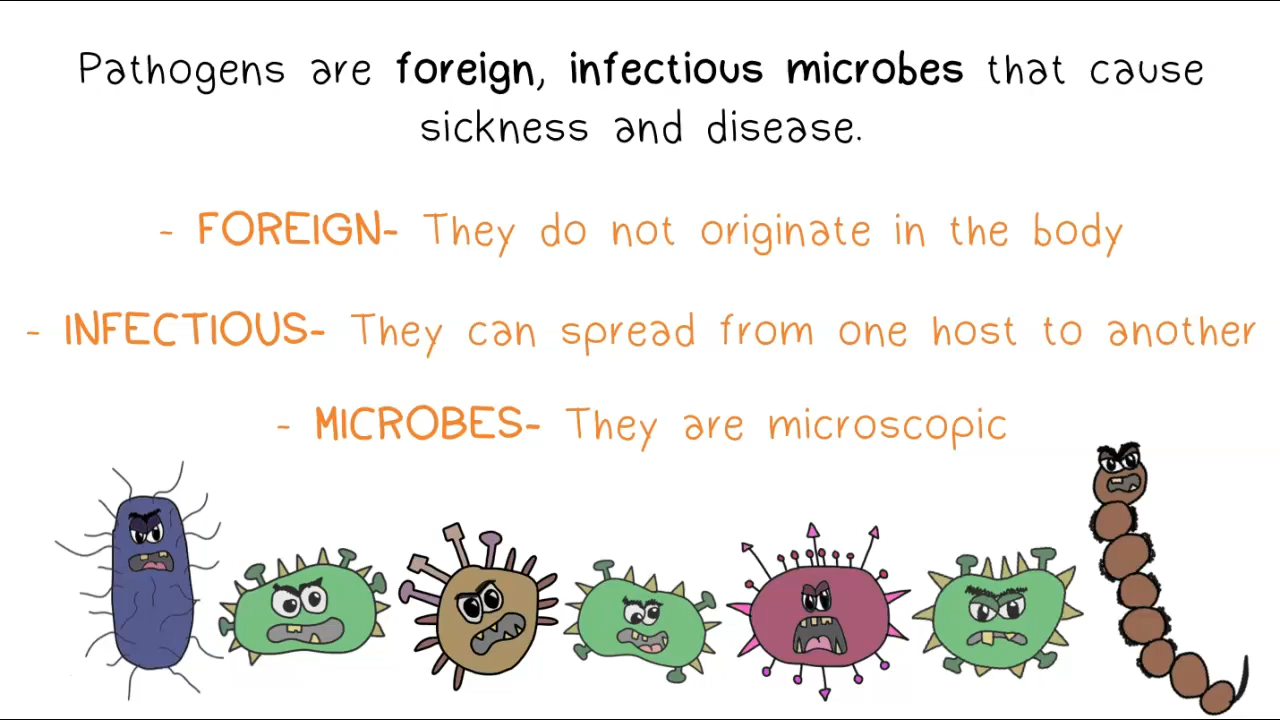 Pathogens are foreign, infectious microbes that cause
sickness and disease.
- FOREIGN- They do not originate in the body
- INFECTIOUS- They can spread from one host to another
- MICROBES- They are microscopic